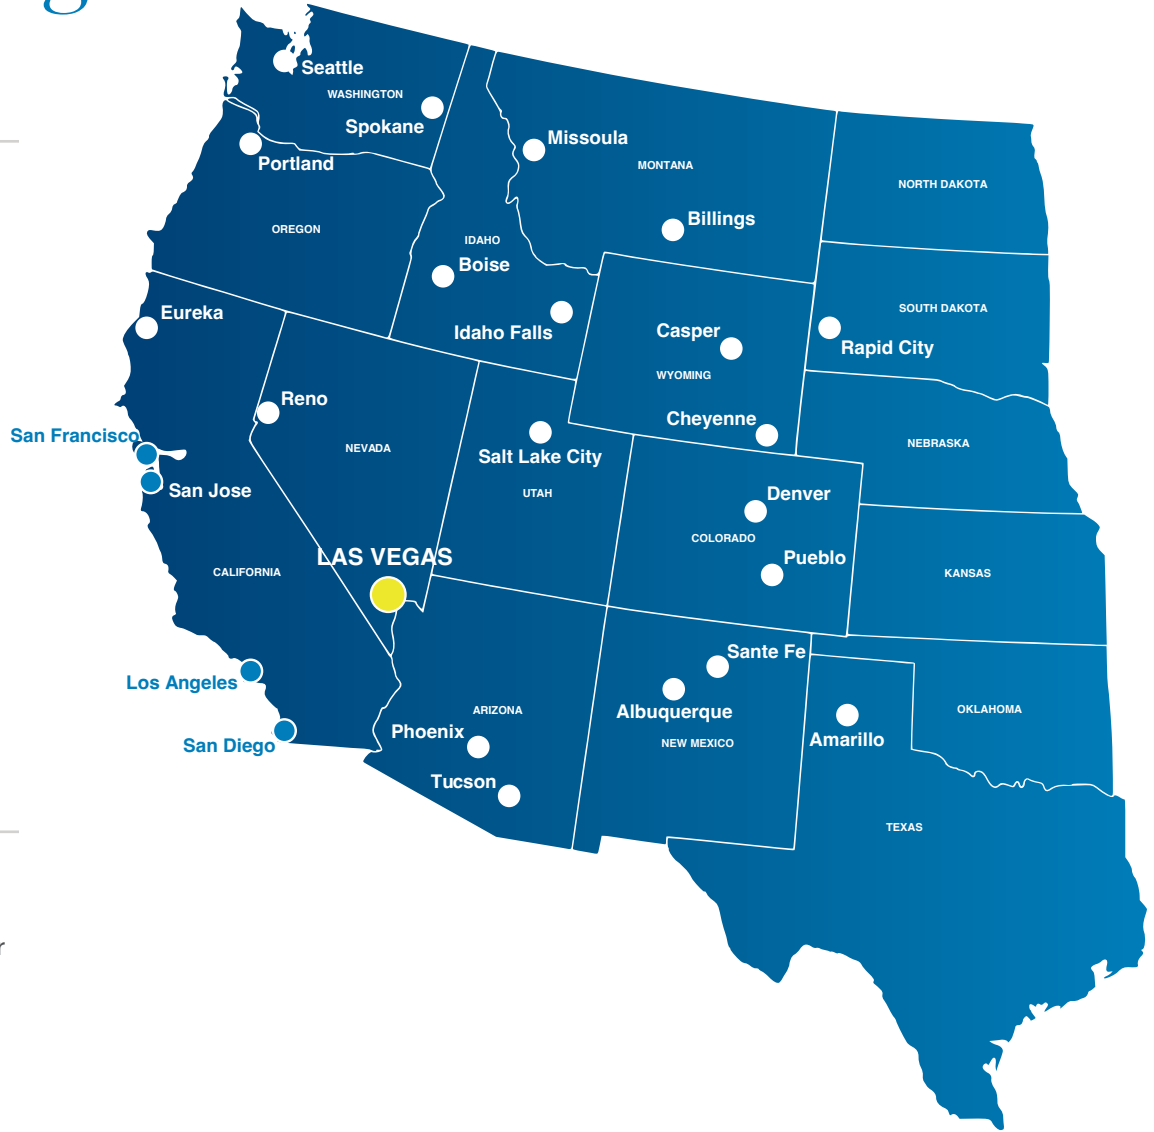 g
Seattle
WASHINGTON
Spokane
Missoula
Portland
MONTANA
NORTH DAKOTA
Billings
OREGON
IDAHO
Boise
Eureka
Idaho Falls
Casper
SOUTH DAKOTA
Rapid City
WYOMING
Reno
Cheyenne
San Francisco
NEVADA
Salt Lake City
NEBRASKA
San Jose
UTAH
Denver
COLORADO
LAS VEGAS
Pueblo
CALIFORNIA
KANSAS
Sante Fe
Los Angeles
ARIZONA
Albuquerque
OKLAHOMA
Phoenix
NEW MEXICO
Amarillo
San Diego
Tucson
TEXAS
r